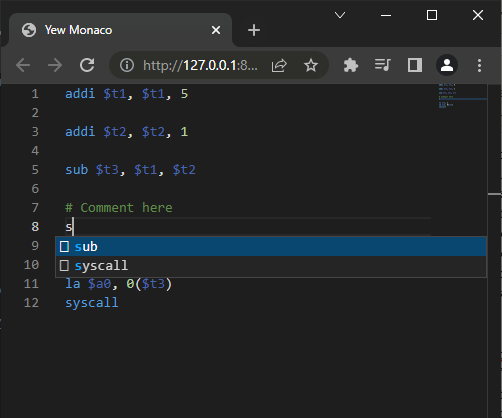 Yew Monaco
http://127.0.0.1:8...
1 addi $t1, $t1, 5
2
3 addi $t2, $t2, 1
4
5 sub $t3, $t1, $t2
6
7 # Comment here
8 s
9 sub
10 syscall
11 la $a0, 0($t3)
12 syscall